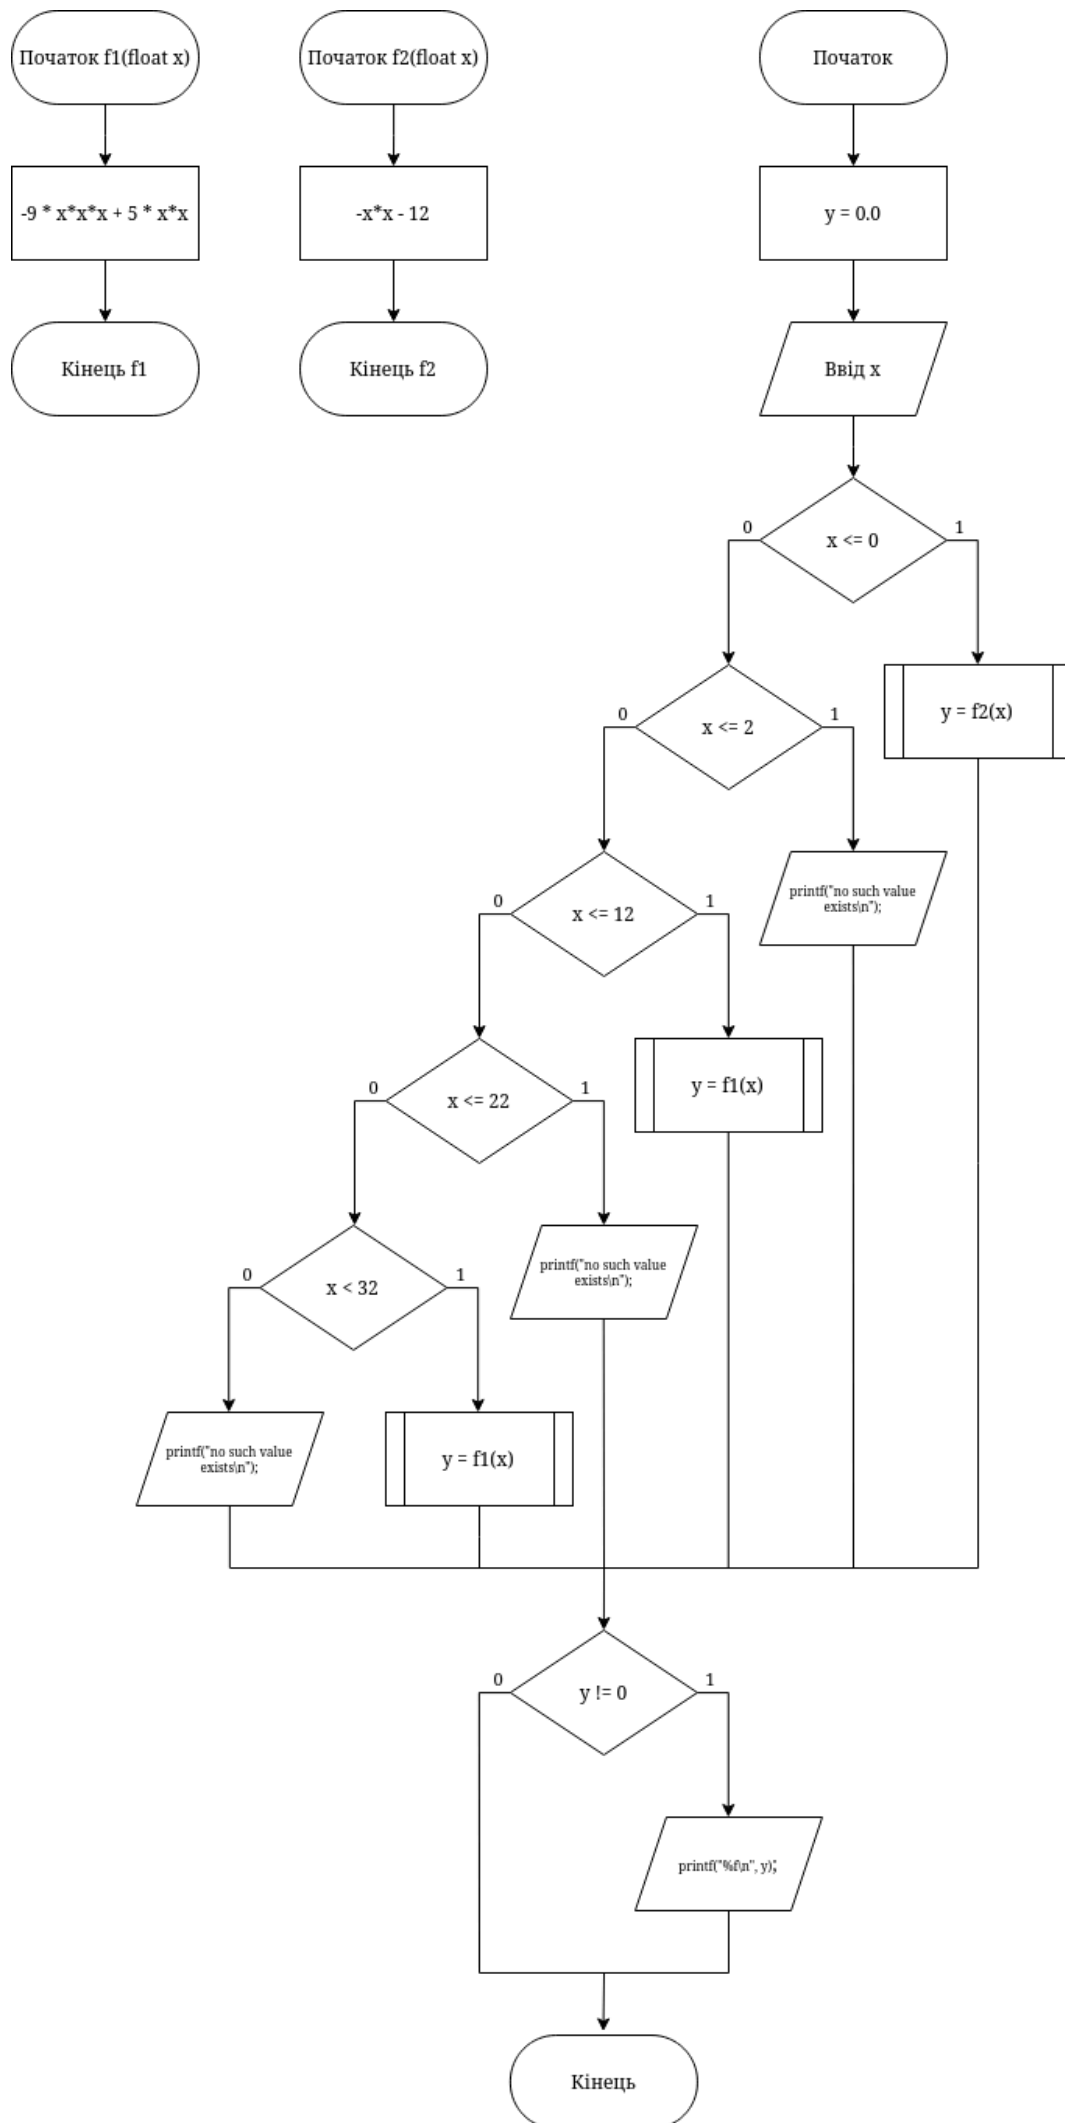 Початок f1(float x)
Початок f2(float x)
Початок
-9 * x*x*x + 5 * x*x
-x*x - 12
y = 0.0
Кінець f1
Кінець f2
Ввід x
0
x <= 0
1
0
x <= 2
1
y = f2(x)
0
x <= 12
1
printf("no such value
exists\n");
0
x <= 22
1
y = f1(x)
0
x < 32
1
printf("no such value
exists\n");
printf("no such value
exists\n");
y = f1(x)
0
y != 0
1
printf("%f\n", y);
Кінець